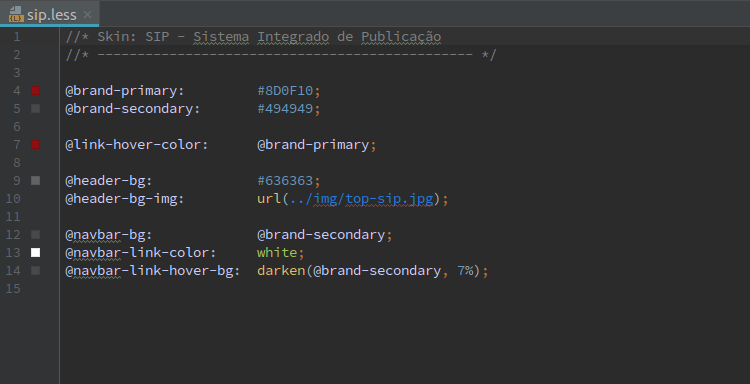 sip.less
1 //* Skin: SIP - Sistema Integrado de Publicação
2 //* ----------------------------------------------- */
3
4 @brand-primary: #8D0F10;
5 @brand-secondary: #494949;
6
7 @link-hover-color: @brand-primary;
8
9 @header-bg: #636363;
10 @header-bg-img: url(../img/top-sip.jpg);
11
12 @navbar-bg: @brand-secondary;
13 @navbar-link-color: white;
14 @navbar-link-hover-bg: darken(@brand-secondary, 7%);
15